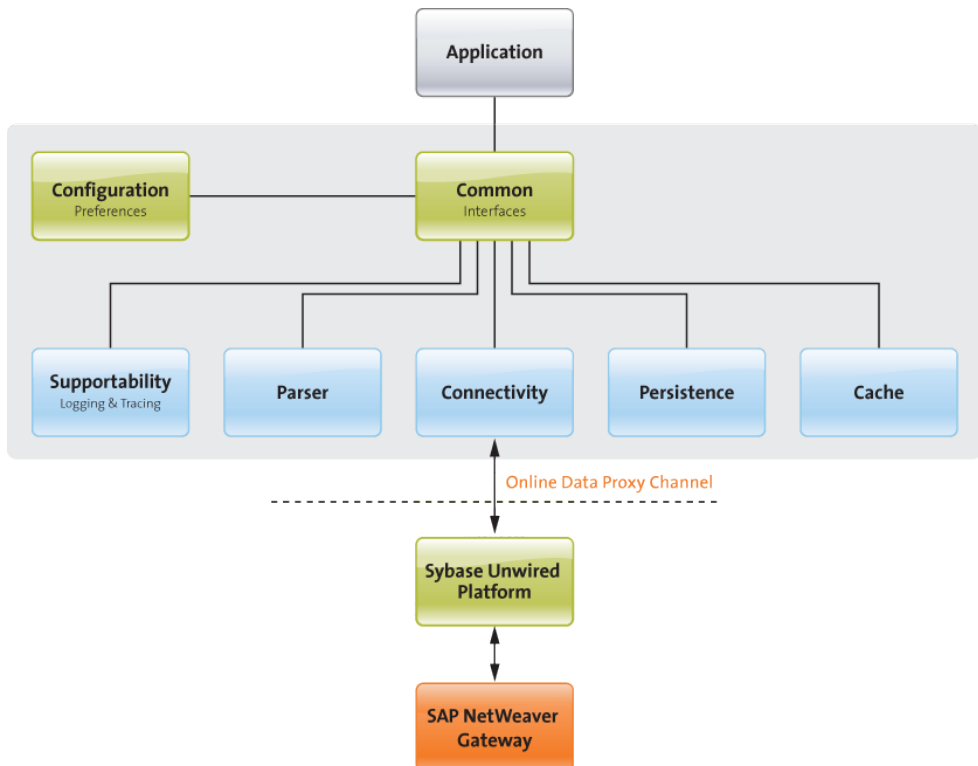 Application
Configuration
Preferences
Common
Interfaces
Supportability
Logging & Tracing
Parser
Connectivity
Persistence
Cache
Online Data Proxy Channel
Sybase Unwired
Platform
SAP NetWeaver
Gateway